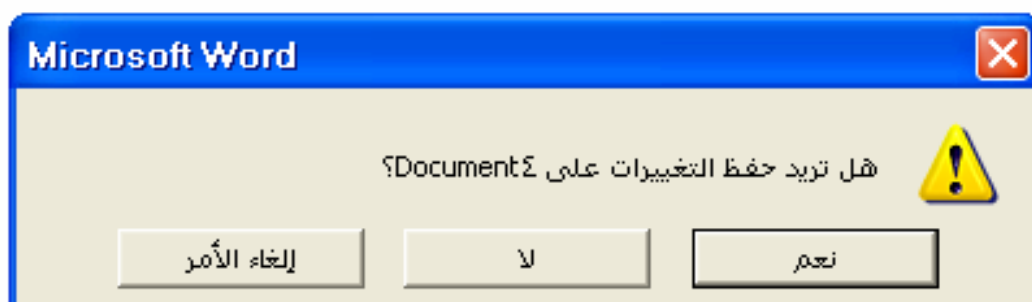 Microsoft Word
هل تريد حفظ التغييرات على Document٤؟
نعم
لا
إلغاء الأمر